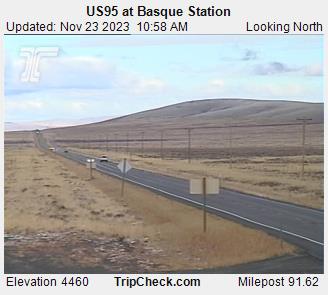 US95 at Basque Station
Updated: Nov 23 2023 10:58 AM Looking North
Elevation 4460 TripCheck.com Milepost 91.62